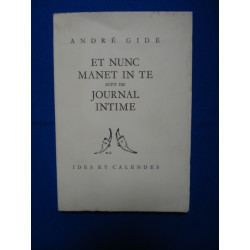 ANDRÉ GIDE
ET NUNC
MANET IN TE
SUIVI DE
JOURNAL
INTIME
IDES ET CALENDES